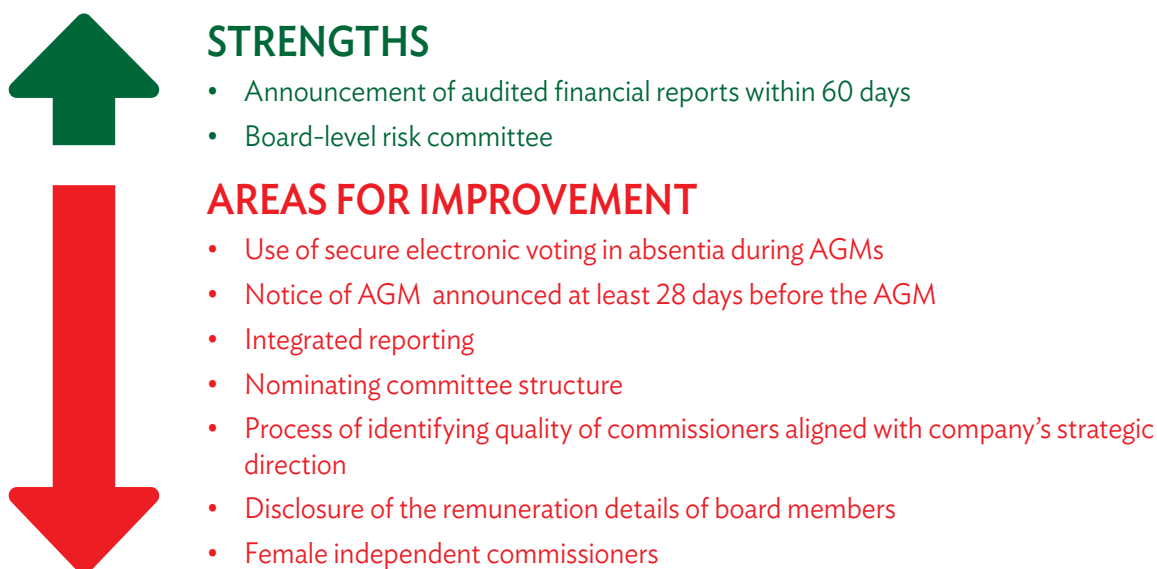 STRENGTHS
• Announcement of audited financial reports within 60 days
• Board-level risk committee
AREAS FOR IMPROVEMENT
• Use of secure electronic voting in absentia during AGMs
• Notice of AGM announced at least 28 days before the AGM
• Integrated reporting
• Nominating committee structure
• Process of identifying quality of commissioners aligned with company’s strategic
direction
• Disclosure of the remuneration details of board members
• Female independent commissioners